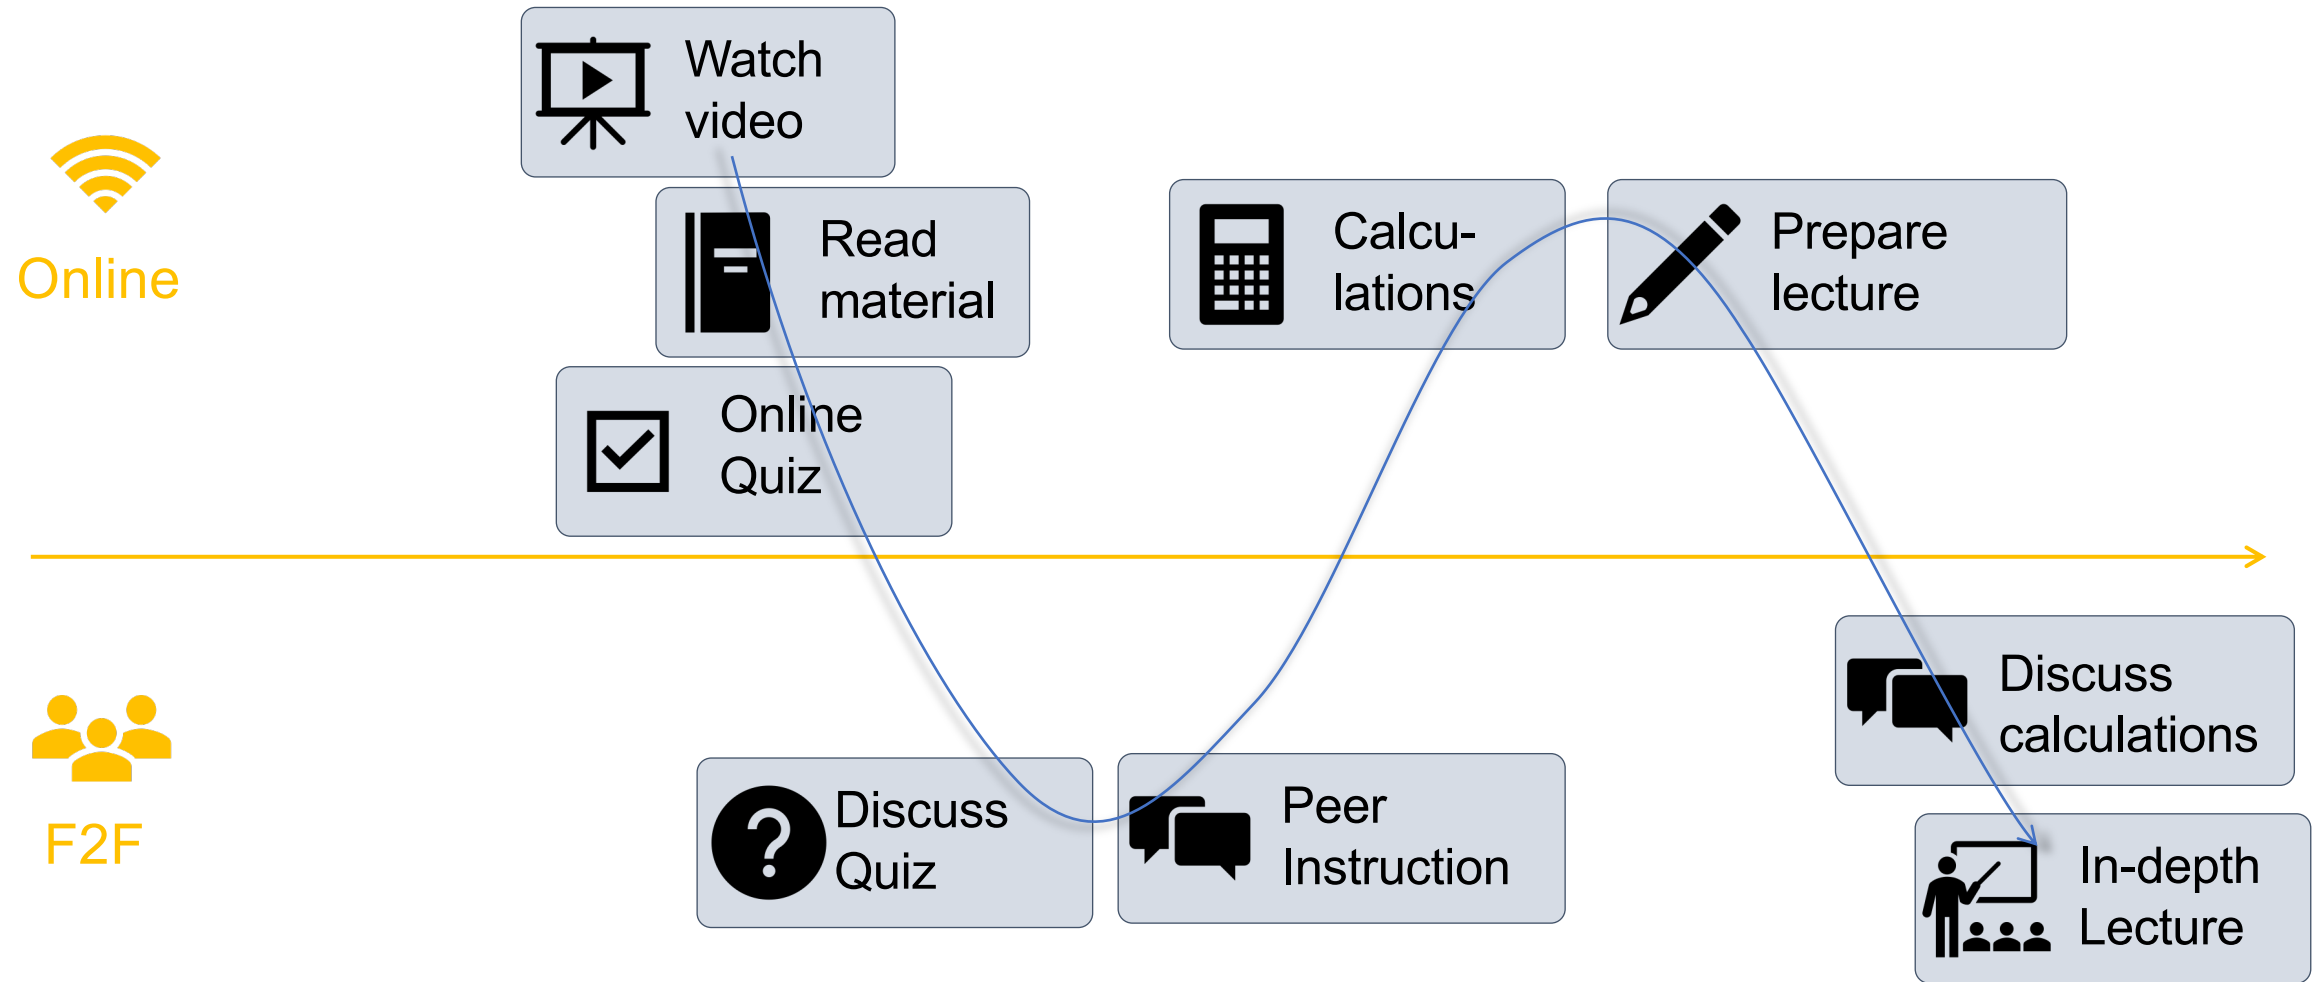 Watch
video
Online
Read
material
Calcu-
lations
Prepare
lecture
Online
Quiz
F2F
Discuss
Quiz
Peer
Instruction
Discuss
calculations
In-depth
Lecture